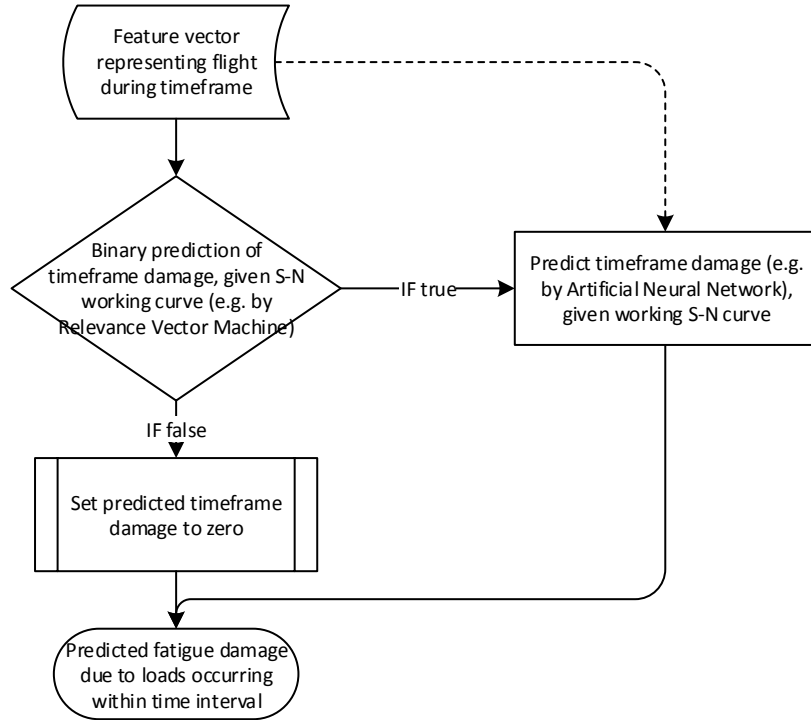 Feature vector
representing flight
during timeframe
Binary prediction of
timeframe damage, given S-N
working curve (e.g. by
Relevance Vector Machine)
IF true
Predict timeframe damage (e.g.
by Artificial Neural Network),
given working S-N curve
IF false
Set predicted timeframe
damage to zero
Predicted fatigue damage
due to loads occurring
within time interval